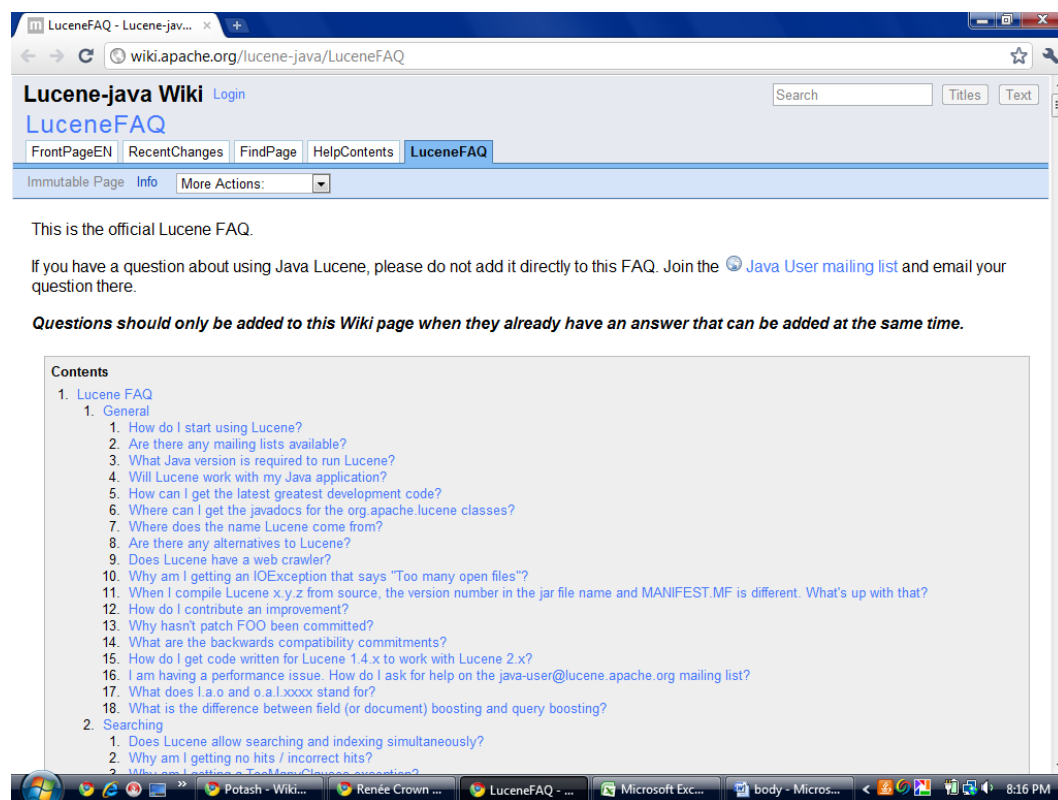 LuceneFAQ - Lucene-jav...
wiki.apache.org/lucene-java/LuceneFAQ
Lucene-java Wiki Login
Search Titles Text
LuceneFAQ
FrontPageEN RecentChanges FindPage HelpContents LuceneFAQ
Immutable Page Info More Actions:
This is the official Lucene FAQ.
If you have a question about using Java Lucene, please do not add it directly to this FAQ. Join the Java User mailing list and email your
question there.
Questions should only be added to this Wiki page when they already have an answer that can be added at the same time.
Contents
1. Lucene FAQ
1. General
1. How do I start using Lucene?
2. Are there any mailing lists available?
3. What Java version is required to run Lucene?
4. Will Lucene work with my Java application?
5. How can I get the latest greatest development code?
6. Where can I get the javadocs for the org.apache.lucene classes?
7. Where does the name Lucene come from?
8. Are there any alternatives to Lucene?
9. Does Lucene have a web crawler?
10. Why am I getting an IOException that says "Too many open files"?
11. When I compile Lucene x.y.z from source, the version number in the jar file name and MANIFEST.MF is different. What's up with that?
12. How do I contribute an improvement?
13. Why hasn't patch FOO been committed?
14. What are the backwards compatibility commitments?
15. How do I get code written for Lucene 1.4.x to work with Lucene 2.x?
16. I am having a performance issue. How do I ask for help on the java-user@lucene.apache.org mailing list?
17. What does l.a.o and o.a.l.xxxx stand for?
18. What is the difference between field (or document) boosting and query boosting?
2. Searching
1. Does Lucene allow searching and indexing simultaneously?
2. Why am I getting no hits / incorrect hits?
3. Why am I getting a TooManyClauses exception?
Potash - Wiki... Renée Crown ... LuceneFAQ - ... Microsoft Exc... body - Micros... 8:16 PM